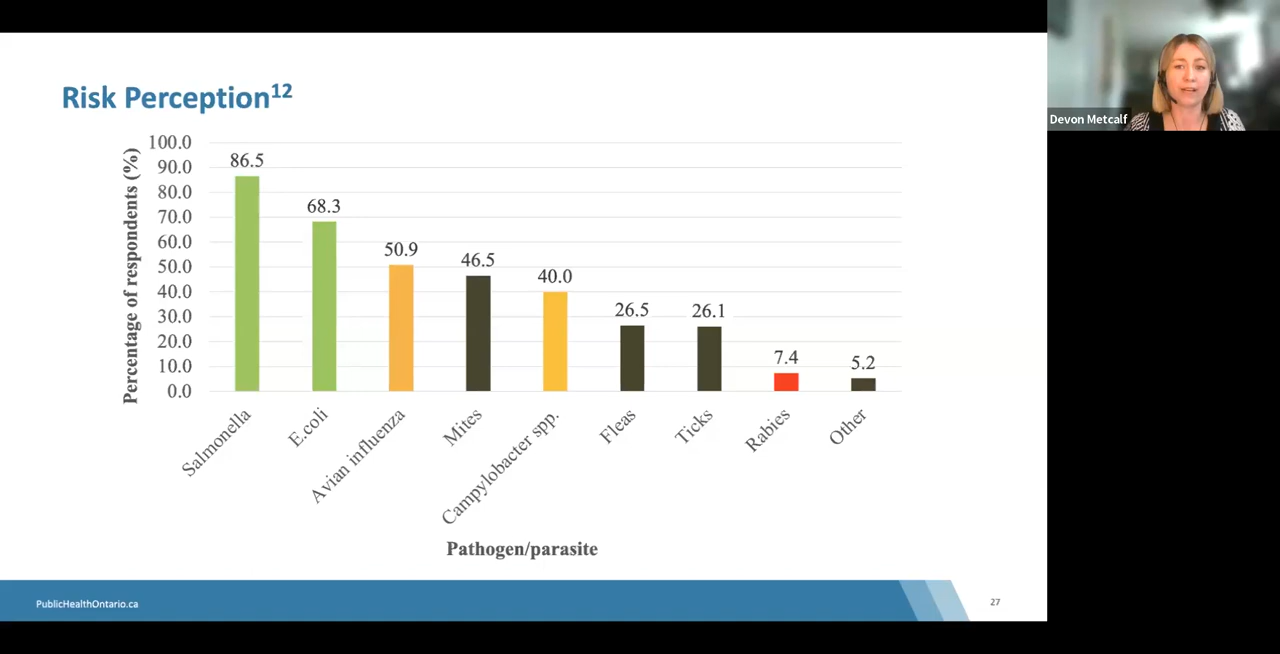 Risk Perception12
Devon Metcalf
Percentage of respondents (%)
100.0
90.0
80.0
70.0
60.0
50.0
40.0
30.0
20.0
10.0
0.0
86.5
68.3
50.9
46.5
40.0
26.5
26.1
7.4
5.2
Salmonella
E.coli
Avian influenza
Mites
Campylobacter spp.
Fleas
Ticks
Rabies
Other
Pathogen/parasite
PublicHealthOntario.ca
27